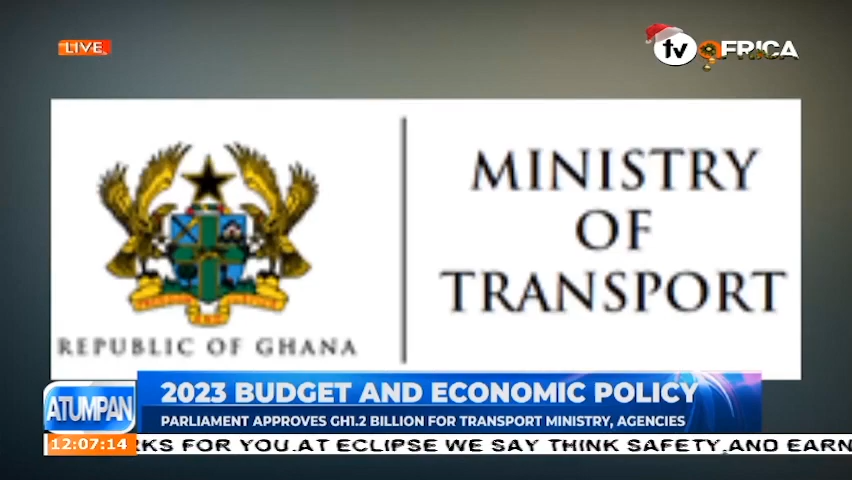 LIVE
tv AFRICA
MINISTRY
OF
TRANSPORT
REPUBLIC OF GHANA
2023 BUDGET AND ECONOMIC POLICY
ATUMPAN
PARLIAMENT APPROVES GH1.2 BILLION FOR TRANSPORT MINISTRY, AGENCIES
12:07:14
RKS FOR YOU.AT ECLIPSE WE SAY THINK SAFETY,AND EARN